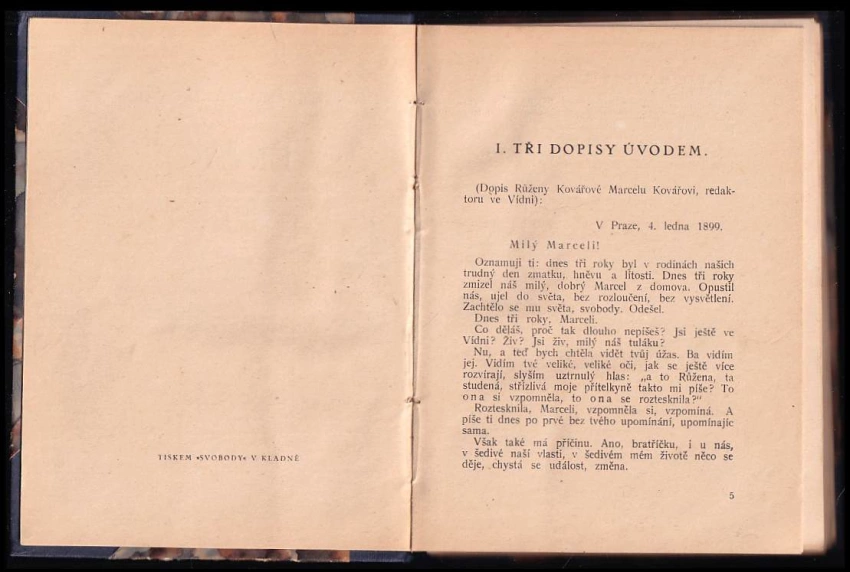 TISKEM »SVOBODY« V KLADNĚ
I. TŘI DOPISY ÚVODEM.
(Dopis Růženy Kovářové Marcelu Kovářovi, redak-
toru ve Vídni):
V Praze, 4. ledna 1899.
Milý Marceli!
Oznamuji ti: dnes tři roky byl v rodinách našich
trudný den zmatku, hněvu a lítosti. Dnes tři roky
zmizel náš milý, dobrý Marcel z domova. Opustil
nás, ujel do světa, bez rozloučení, bez vysvětlení.
Zachtělo se mu světa, svobody. Odešel.
Dnes tři roky, Marceli.
Co děláš, proč tak dlouho nepíšeš? Jsi ještě ve
Vídni? Živ? Jsi živ, milý náš tuláku?
Nu, a teď bych chtěla vidět tvůj úžas. Ba vidím
jej. Vidím tvé veliké, veliké oči, jak se ještě více
rozvírají, slyším uztrnulý hlas: „a to Růžena, ta
studená, střízlivá moje přítelkyně takto mi píše? To
ona si vzpomněla, to ona se roztesknila?“
Roztesknila, Marceli, vzpomněla si, vzpomíná. A
píše ti dnes po prvé bez tvého upomínání, upomínajíc
sama.
Však také má příčinu. Ano, bratříčku, i u nás,
v šedivé naší vlasti, v šedivém mém životě něco se
děje, chystá se událost, změna.
5